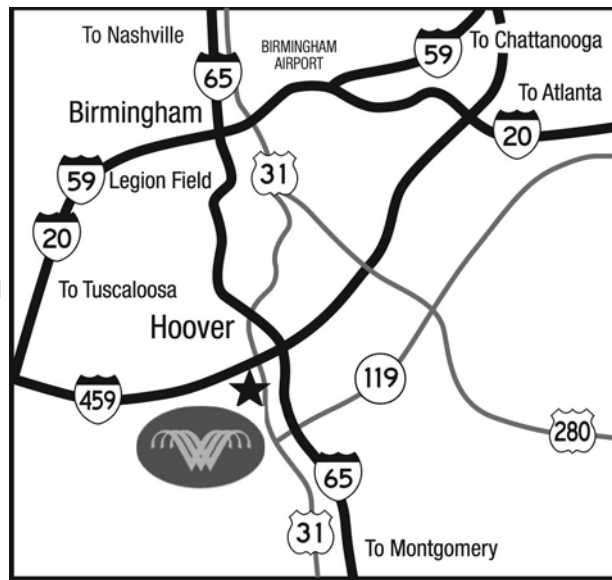 To Nashville
65
BIRMINGHAM
AIRPORT
59
To Chattanooga
To Atlanta
Birmingham
20
31
59
Legion Field
20
To Tuscaloosa
Hoover
119
459
280
65
31
To Montgomery